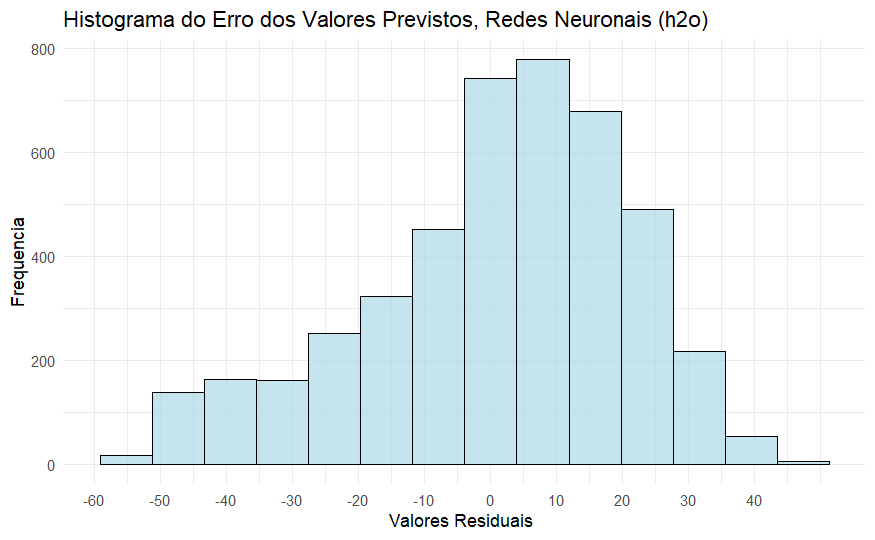 Histograma do Erro dos Valores Previstos, Redes Neuronais (h2o)
800
600
400
200
0
Frequencia
-60 -50 -40 -30 -20 -10 0 10 20 30 40
Valores Residuais